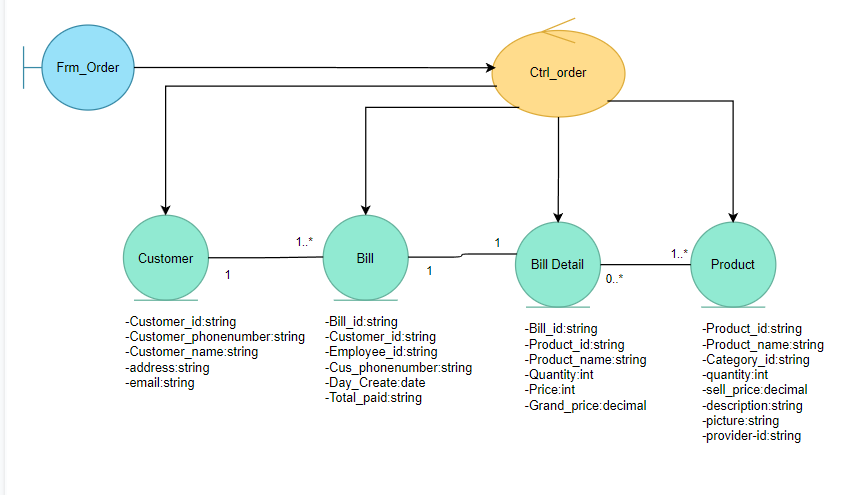 Frm_Order
Ctrl_order
Customer
1
1..*
Bill
1
1
Bill Detail
0..*
1..*
Product
-Customer_id:string
-Customer_phonenumber:string
-Customer_name:string
-address:string
-email:string
-Bill_id:string
-Customer_id:string
-Employee_id:string
-Cus_phonenumber:string
-Day_Create:date
-Total_paid:string
-Bill_id:string
-Product_id:string
-Product_name:string
-Quantity:int
-Price:int
-Grand_price:decimal
-Product_id:string
-Product_name:string
-Category_id:string
-quantity:int
-sell_price:decimal
-description:string
-picture:string
-provider-id:string